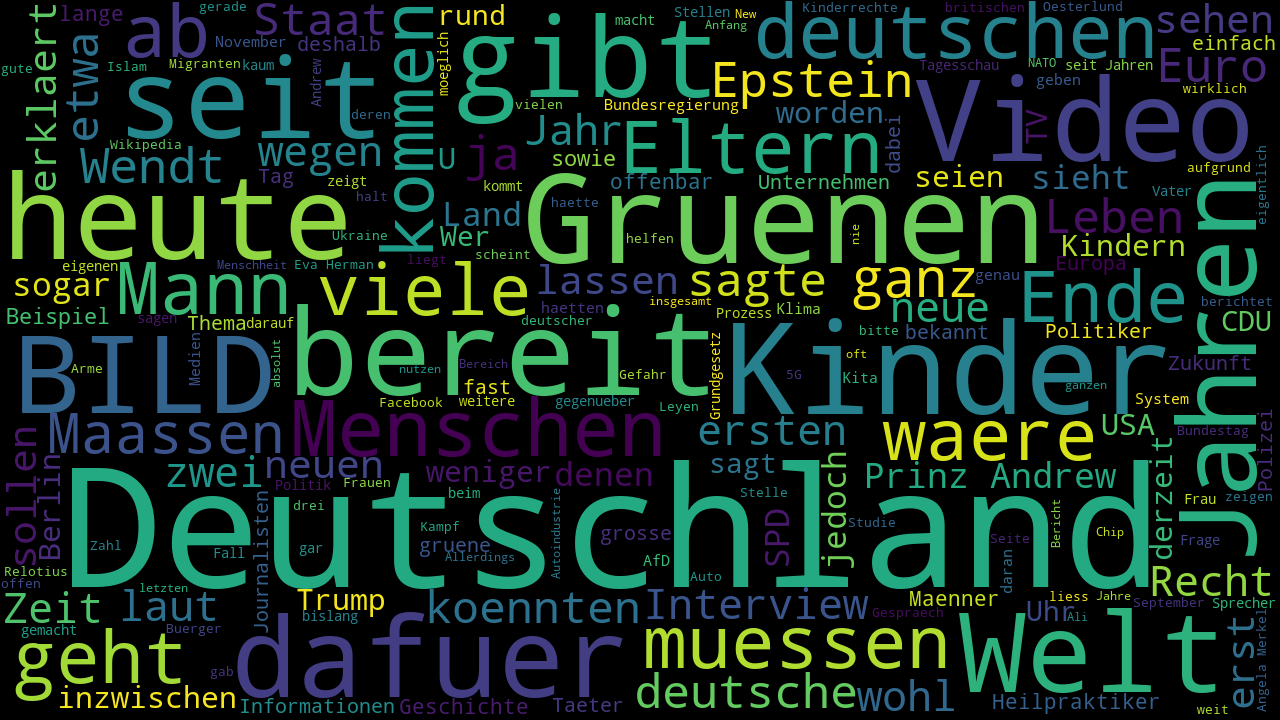 lange
gerade
Staat
rund
Stellen
New
Kinderrechte
britischen
Oesterlund
sehen
ab
November
deshalb
kommen
gibt
macht
Anfang
deutschen
einfach
erklaert
etwa
gute
Islam
Migranten
kaum
Andrew
moeglich
Epstein
Tagesschau
NATO
seit Jahren
Euro
seit
deren
vielen
Bundesregierung
worden
geben
wirklich
Video
TV
Wikipedia
Wendt
wegen
U
ja
Jahr
sowie
Eltern
dabei
Tag
zeigt
kommt
offenbar
Unternehmen
seien
sieht
Vater
aufgrund
eigentlich
heute
halt
Land
haette
Gruenen
Leben
Ukraine
Wer
helfen
nie
Kindern
scheint
eigenen
Menschheit
Eva Herman
liegt
Europa
Jahren
sogar
Mann
viele
lassen
sagte
ganz
genau
Ende
insgesamt
haetten
neue
berichtet
Beispiel
sagen
Thema
darauf
deutscher
Prozess
Klima
bekannt
Politiker
CDU
BILD
Medien
absolut
bereit
Grundgesetz
Kinder
bitte
oft
Zukunft
Arme
nutzen
Bereich
Gefahr
5G
Kita
ganzen
fast
Facebook
weitere
gegenueber
Leyen
System
Maassen
Menschen
ersten
waere
USA
Bundestag
Polizei
sollen
Berlin
zwei
neuen
weniger
denen
sagt
jedoch
Prinz Andrew
derzeit
Politik
Frauen
beim
Stelle
Frau
zeigen
Deutschland
Journalisten
drei
Kampf
Autoindustrie
grosse
SPD
Studie
Bericht
Chip
Zahl
Fall
gar
gruene
Allerdings
AfD
Seite
daran
Frage
Relotius
offen
letzten
Auto
Recht
Zeit
laut
Trump
koennten
Interview
Maenner
liess
Jahre
September
Sprecher
bislang
Gespraech
Uhr
Ali
gemacht
Buerger
geht
gab
dafuer
muessen
Welt
erst
Angela Merkel
inzwischen
Informationen
Geschichte
Taeter
deutsche
wohl
Heilpraktiker
weit